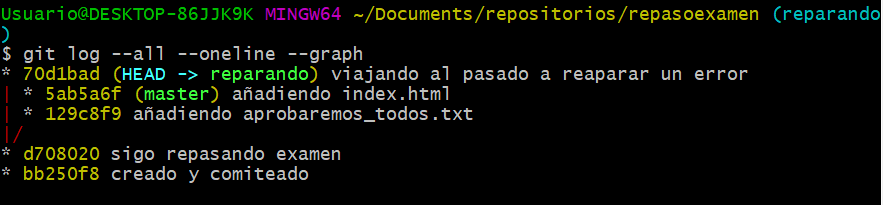 Usuario@DESKTOP-86JJK9K MINGW64 ~/Documents/repositorios/repasoexamen (reparando
)
$ git log --all --oneline --graph
* 70d1bad (HEAD -> reparando) viajando al pasado a reaparar un error
| * 5ab5a6f (master) añadiendo index.html
| * 129c8f9 añadiendo aprobaremos_todos.txt
|/
* d708020 sigo repasando examen
* bb250f8 creado y comiteado